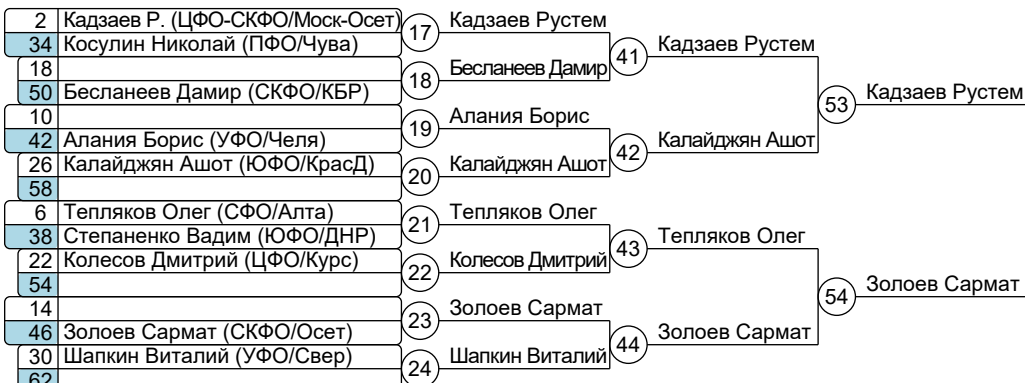 2 Кадзаев Р. (ЦФО-СКФО/Моск-Осет)
34 Косулин Николай (ПФО/Чува)
18
50 Бесланеев Дамир (СКФО/КБР)
10
42 Алания Борис (УФО/Челя)
26 Калайджян Ашот (ЮФО/КрасД)
58
6 Тепляков Олег (СФО/Алта)
38 Степаненко Вадим (ЮФО/ДНР)
22 Колесов Дмитрий (ЦФО/Курс)
54
14
46 Золоев Сармат (СКФО/Осет)
30 Шапкин Виталий (УФО/Свер)
62
17 Кадзаев Рустем
18 Бесланеев Дамир
19 Алания Борис
20 Калайджян Ашот
21 Тепляков Олег
22 Колесов Дмитрий
23 Золоев Сармат
24 Шапкин Виталий
41 Кадзаев Рустем
42 Калайджян Ашот
43 Тепляков Олег
44 Золоев Сармат
53 Кадзаев Рустем
54 Золоев Сармат